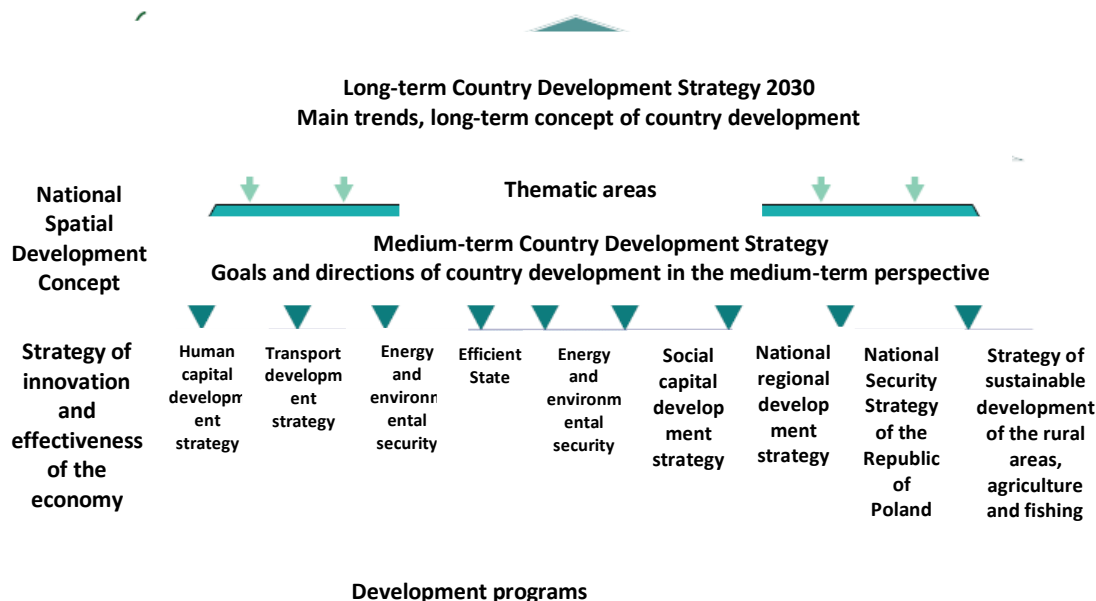 Long-term Country Development Strategy 2030
Main trends, long-term concept of country development
National
Spatial
Development
Concept
Thematic areas
Medium-term Country Development Strategy
Goals and directions of country development in the medium-term perspective
Strategy of
innovation
and
effectiveness
of the
economy
Human
capital
developm
ent
strategy
Transport
developm
ent
strategy
Energy
and
environm
ental
security
Efficient
State
Energy
and
environm
ental
security
Social
capital
develop
ment
strategy
National
regional
develop
ment
strategy
National
Security
Strategy
of the
Republic
of
Poland
Strategy of
sustainable
development
of the rural
areas,
agriculture
and fishing
Development programs